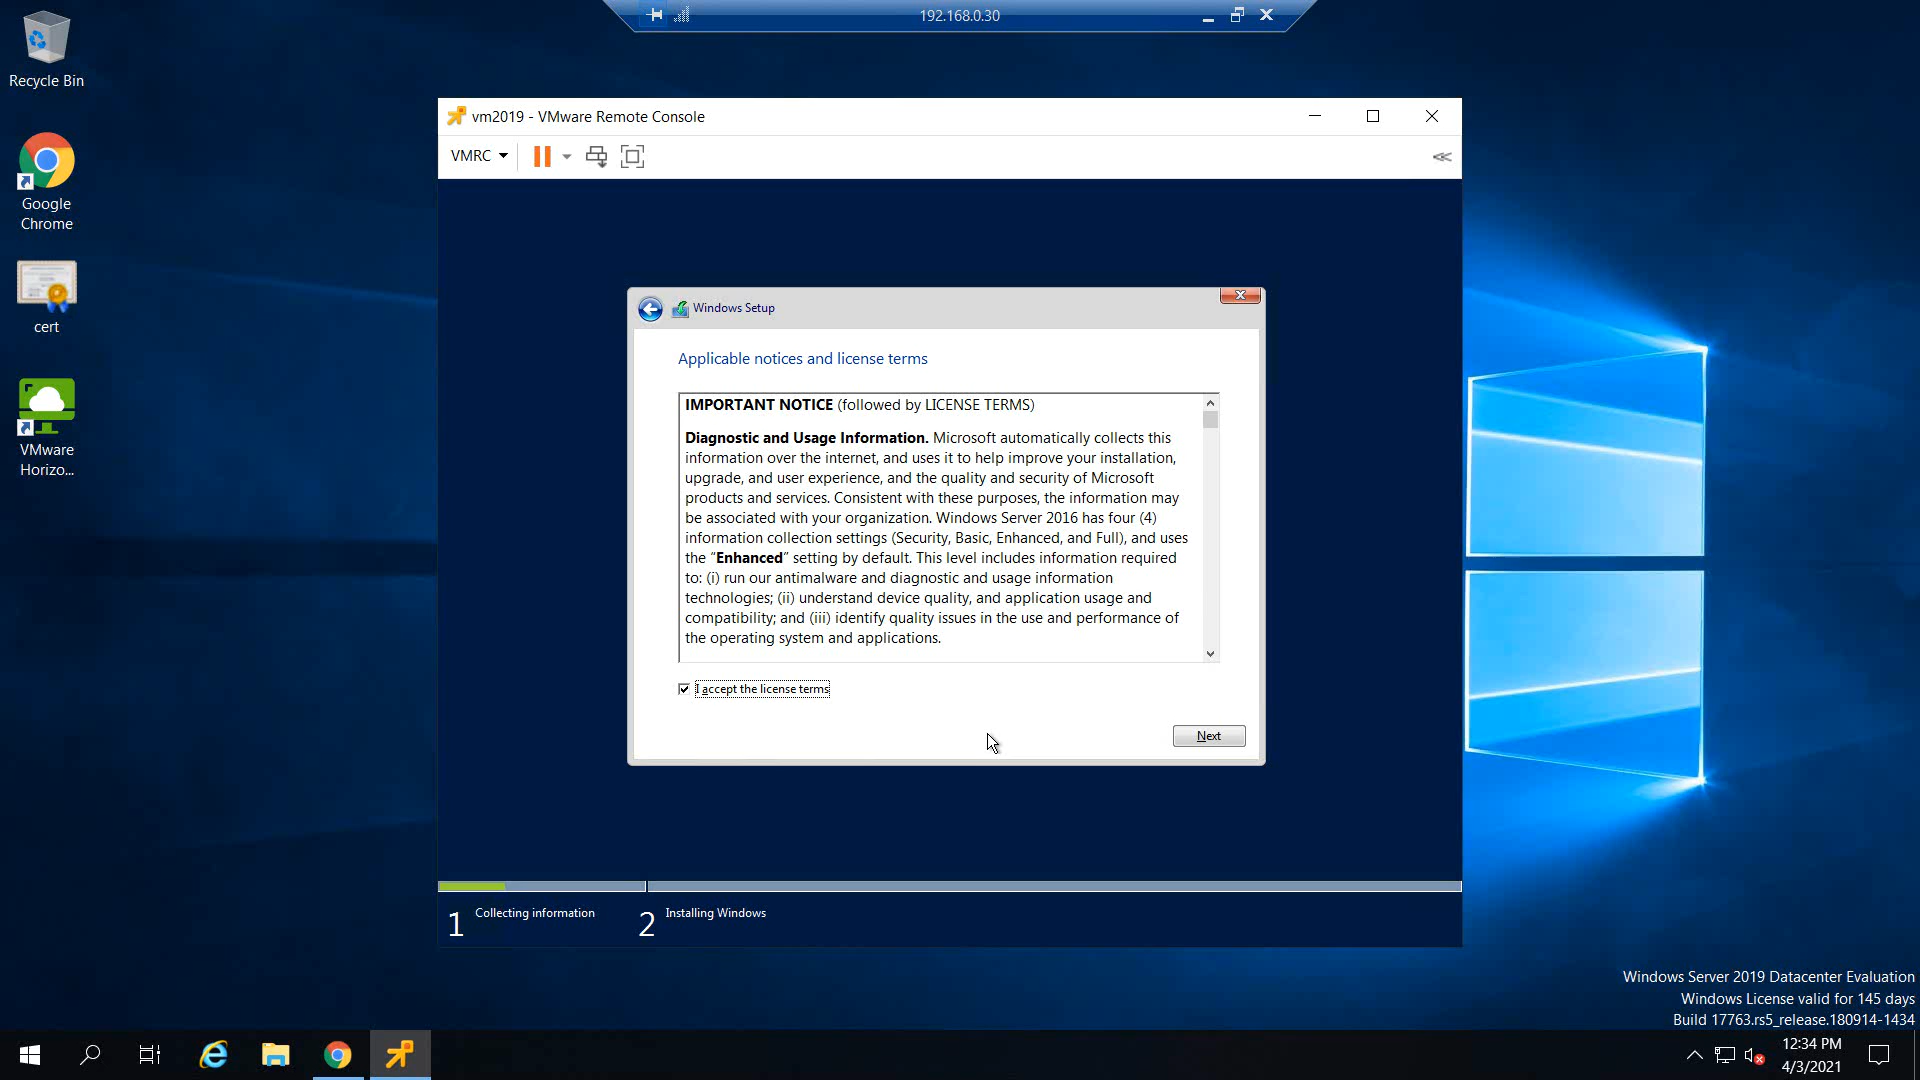 192.168.0.30
Recycle Bin
Google
Chrome
cert
VMware
Horizo...
vm2019 - VMware Remote Console
VMRC
Windows Setup
Applicable notices and license terms
IMPORTANT NOTICE (followed by LICENSE TERMS)
Diagnostic and Usage Information. Microsoft automatically collects this
information over the internet, and uses it to help improve your installation,
upgrade, and user experience, and the quality and security of Microsoft
products and services. Consistent with these purposes, the information may
be associated with your organization. Windows Server 2016 has four (4)
information collection settings (Security, Basic, Enhanced, and Full), and uses
the “Enhanced” setting by default. This level includes information required
to: (i) run our antimalware and diagnostic and usage information
technologies; (ii) understand device quality, and application usage and
compatibility; and (iii) identify quality issues in the use and performance of
the operating system and applications.
I accept the license terms
Next
1 Collecting information
2 Installing Windows
Windows Server 2019 Datacenter Evaluation
Windows License valid for 145 days
Build 17763.rs5_release.180914-1434
12:34 PM
4/3/2021